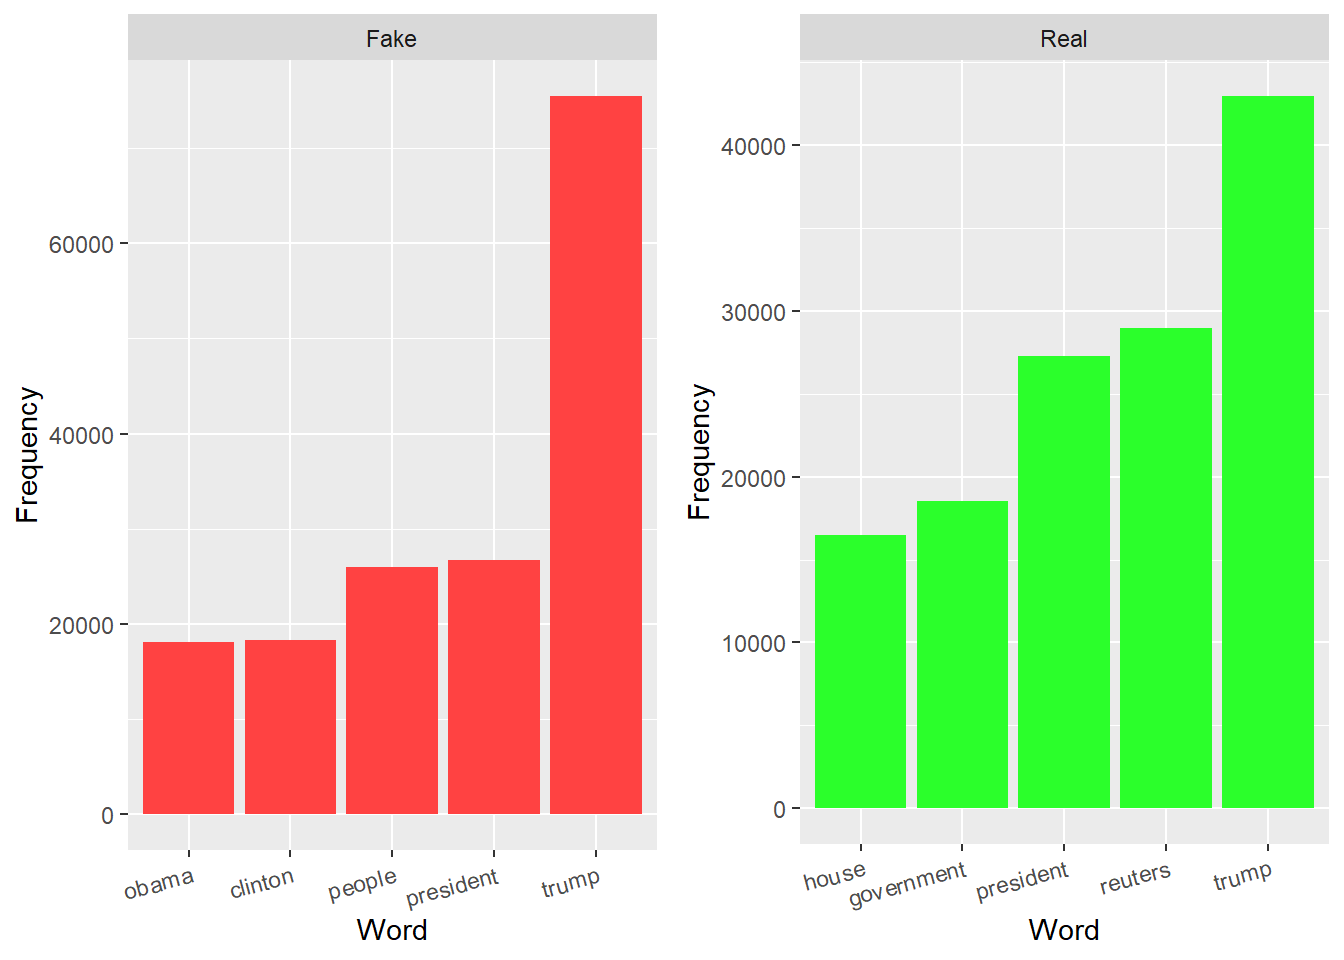 Fake
Frequency
60000
40000
20000
0
obama
clinton
people
president
trump
Word
Real
Frequency
40000
30000
20000
10000
0
house
government
president
reuters
trump
Word